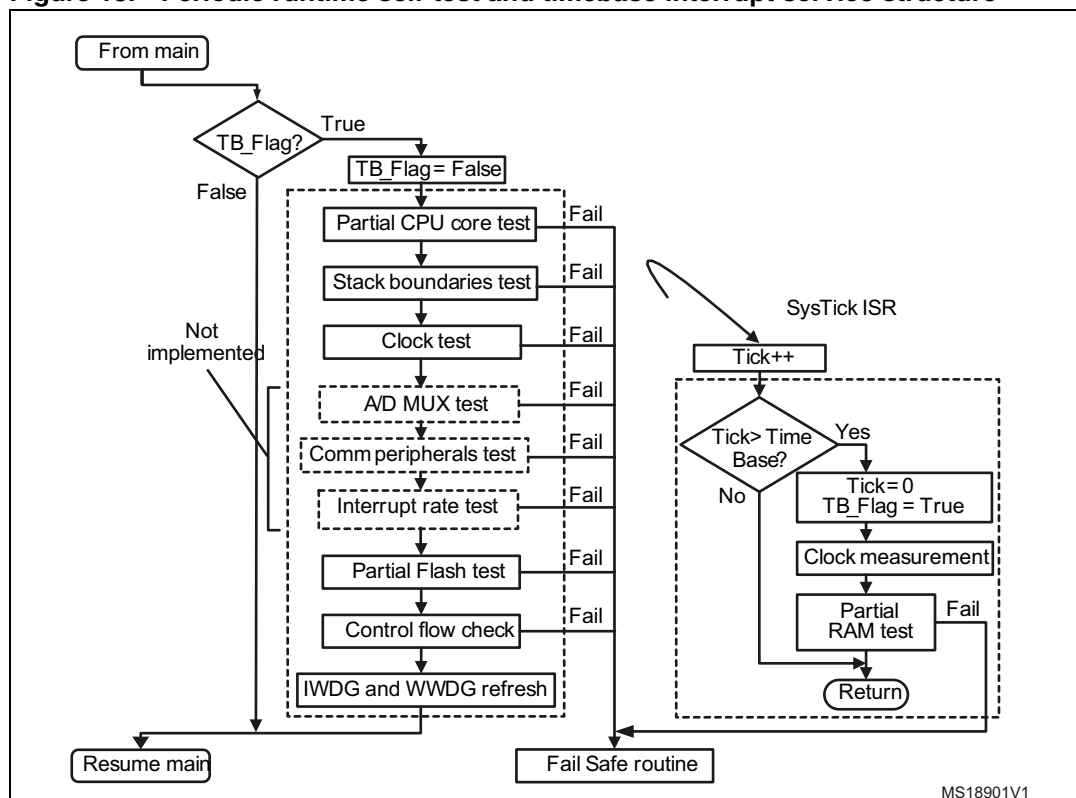 Figure 13. Periodic runtime self-test and timebase interrupt service structure
From main
TB_Flag?
True
False
TB_Flag= False
Partial CPU core test
Fail
Stack boundaries test
Fail
Clock test
Fail
Not
implemented
A/D MUX test
Fail
Comm peripherals test
Fail
Interrupt rate test
Fail
Partial Flash test
Fail
Control flow check
Fail
IWDG and WWDG refresh
Resume main
Fail Safe routine
SysTick ISR
Tick++
Tick> Time
Base?
Yes
No
Tick= 0
TB_Flag = True
Clock measurement
Partial
RAM test
Fail
Return
MS18901V1